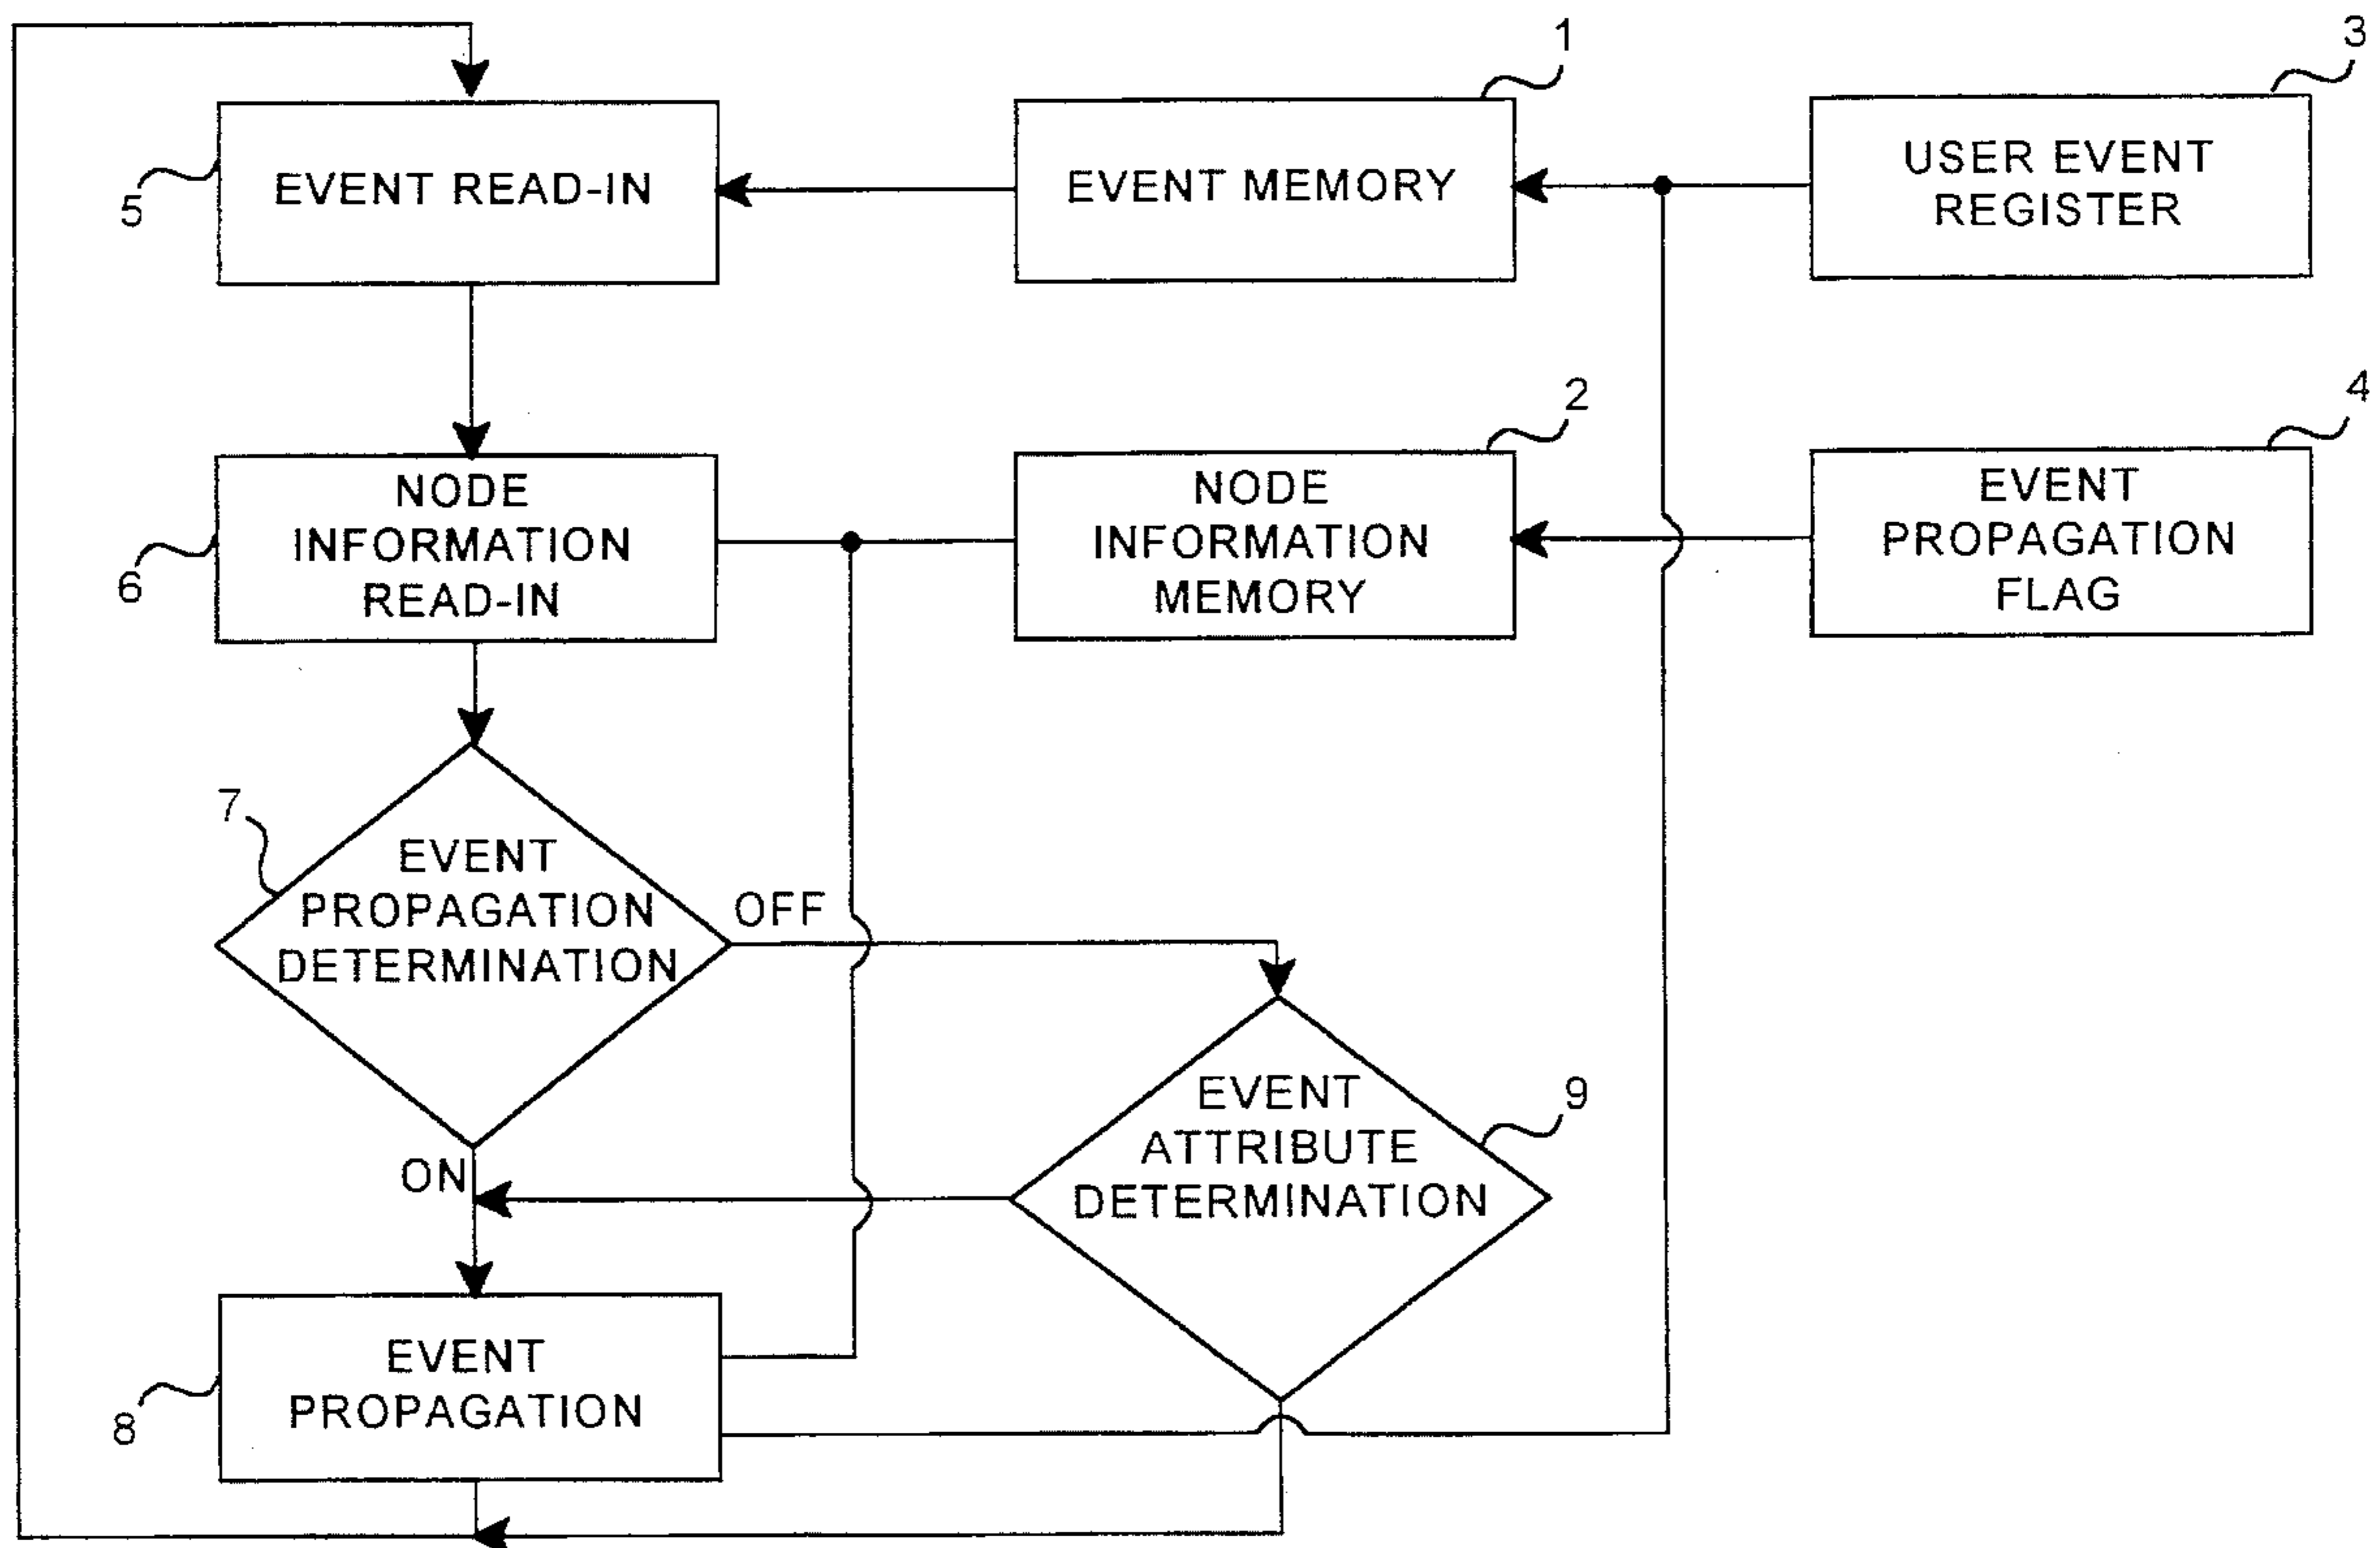 1
3
5
EVENT READ-IN
EVENT MEMORY
USER EVENT
REGISTER
2
4
6
NODE
INFORMATION
READ-IN
NODE
INFORMATION
MEMORY
EVENT
PROPAGATION
FLAG
7
EVENT
PROPAGATION
DETERMINATION
OFF
ON
9
EVENT
ATTRIBUTE
DETERMINATION
8
EVENT
PROPAGATION